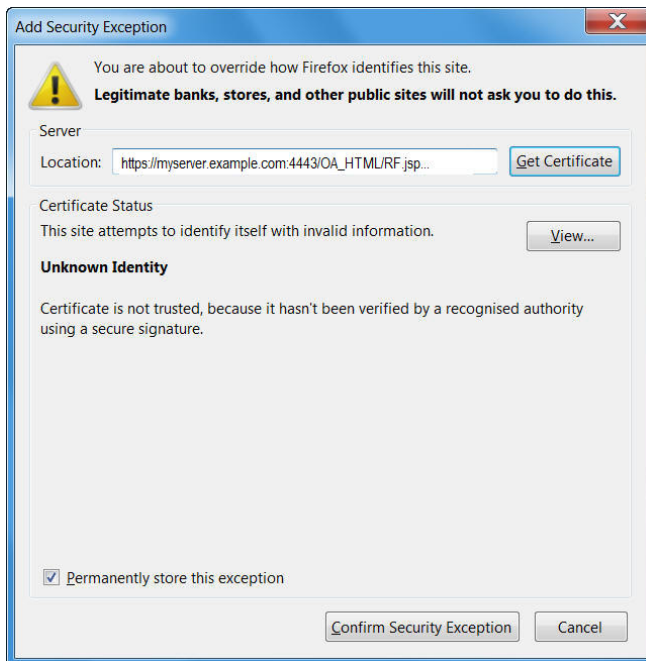 Add Security Exception
You are about to override how Firefox identifies this site.
Legitimate banks, stores, and other public sites will not ask you to do this.
Server
Location: https://myserver.example.com:4443/OA_HTML/RF.jsp... Get Certificate
Certificate Status
This site attempts to identify itself with invalid information. View...
Unknown Identity
Certificate is not trusted, because it hasn't been verified by a recognised authority
using a secure signature.
Permanently store this exception
Confirm Security Exception Cancel